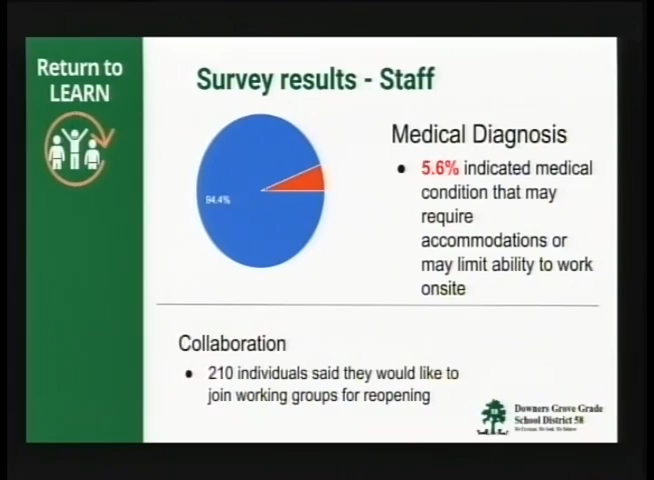 Return to
LEARN
Survey results - Staff
94.4%
Medical Diagnosis
● 5.6% indicated medical
condition that may
require
accommodations or
may limit ability to work
onsite
Collaboration
● 210 individuals said they would like to
join working groups for reopening
Downers Grove Grade
School District 58